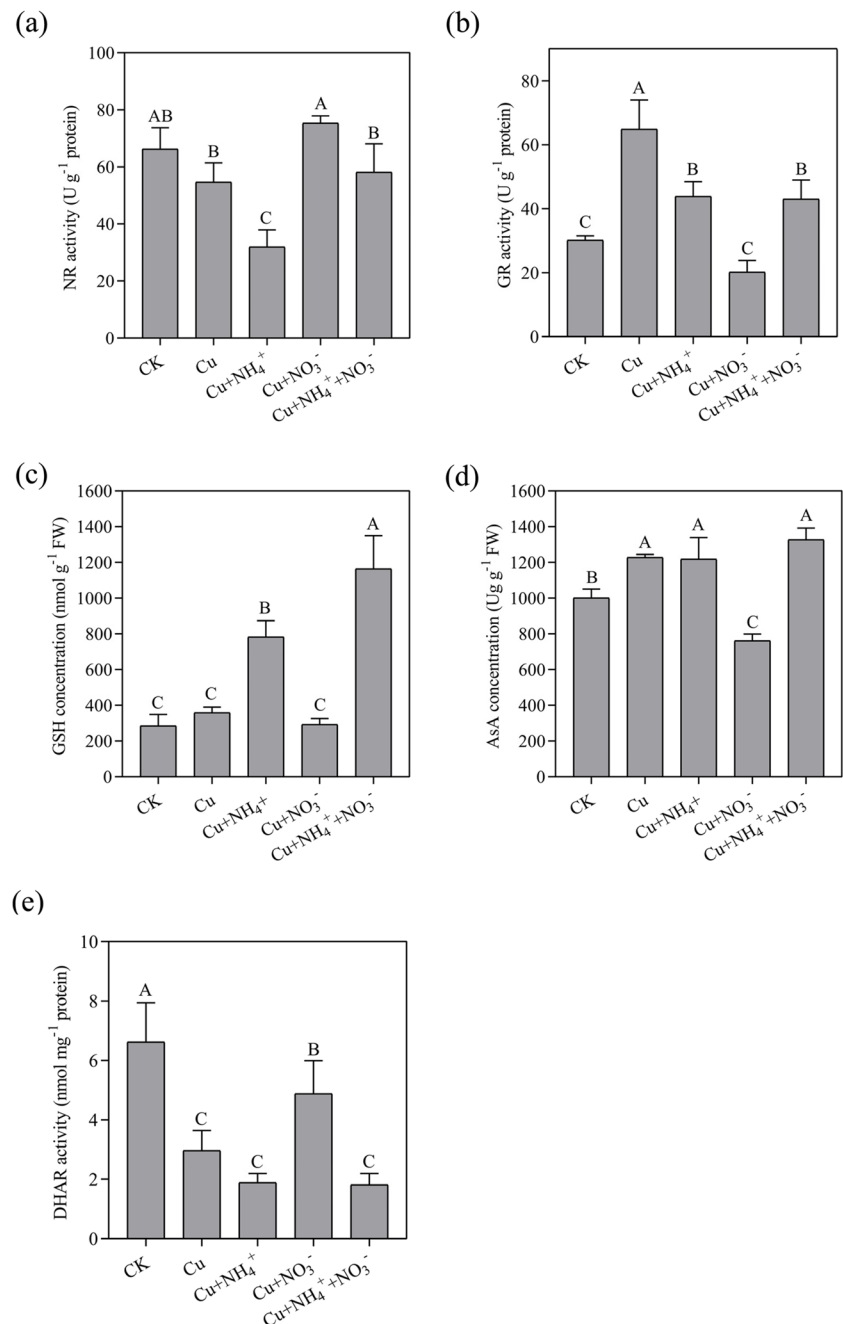 (a)
NR activity (U g⁻¹ protein)
100
80
60
40
20
0
AB
B
C
A
B
CK
Cu
Cu+NH₄⁺
Cu+NO₃⁻
Cu+NH₄⁺+NO₃⁻
(b)
GR activity (U g⁻¹ protein)
80
60
40
20
0
C
A
B
C
B
CK
Cu
Cu+NH₄⁺
Cu+NO₃⁻
Cu+NH₄⁺+NO₃⁻
(c)
GSH concentration (nmol g⁻¹ FW)
1600
1400
1200
1000
800
600
400
200
0
C
C
B
C
A
CK
Cu
Cu+NH₄+
Cu+NO₃⁻
Cu+NH₄⁺+NO₃⁻
(d)
AsA concentration (Ug g⁻¹ FW)
1600
1400
1200
1000
800
600
400
200
0
B
A
A
C
A
CK
Cu
Cu+NH₄+
Cu+NO₃⁻
Cu+NH₄⁺+NO₃⁻
(e)
DHAR activity (nmol mg⁻¹ protein)
10
8
6
4
2
0
A
C
C
B
C
CK
Cu
Cu+NH₄⁺
Cu+NO₃⁻
Cu+NH₄⁺+NO₃⁻